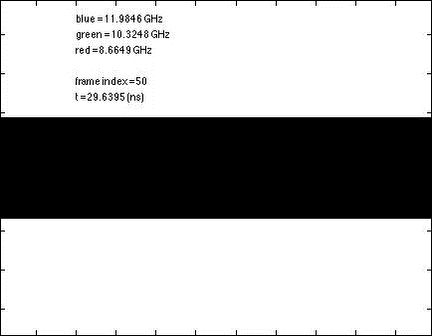 blue = 11.9846 GHz
green = 10.3248 GHz
red = 8.6649 GHz
frame index = 50
t = 29.6395 (ns)